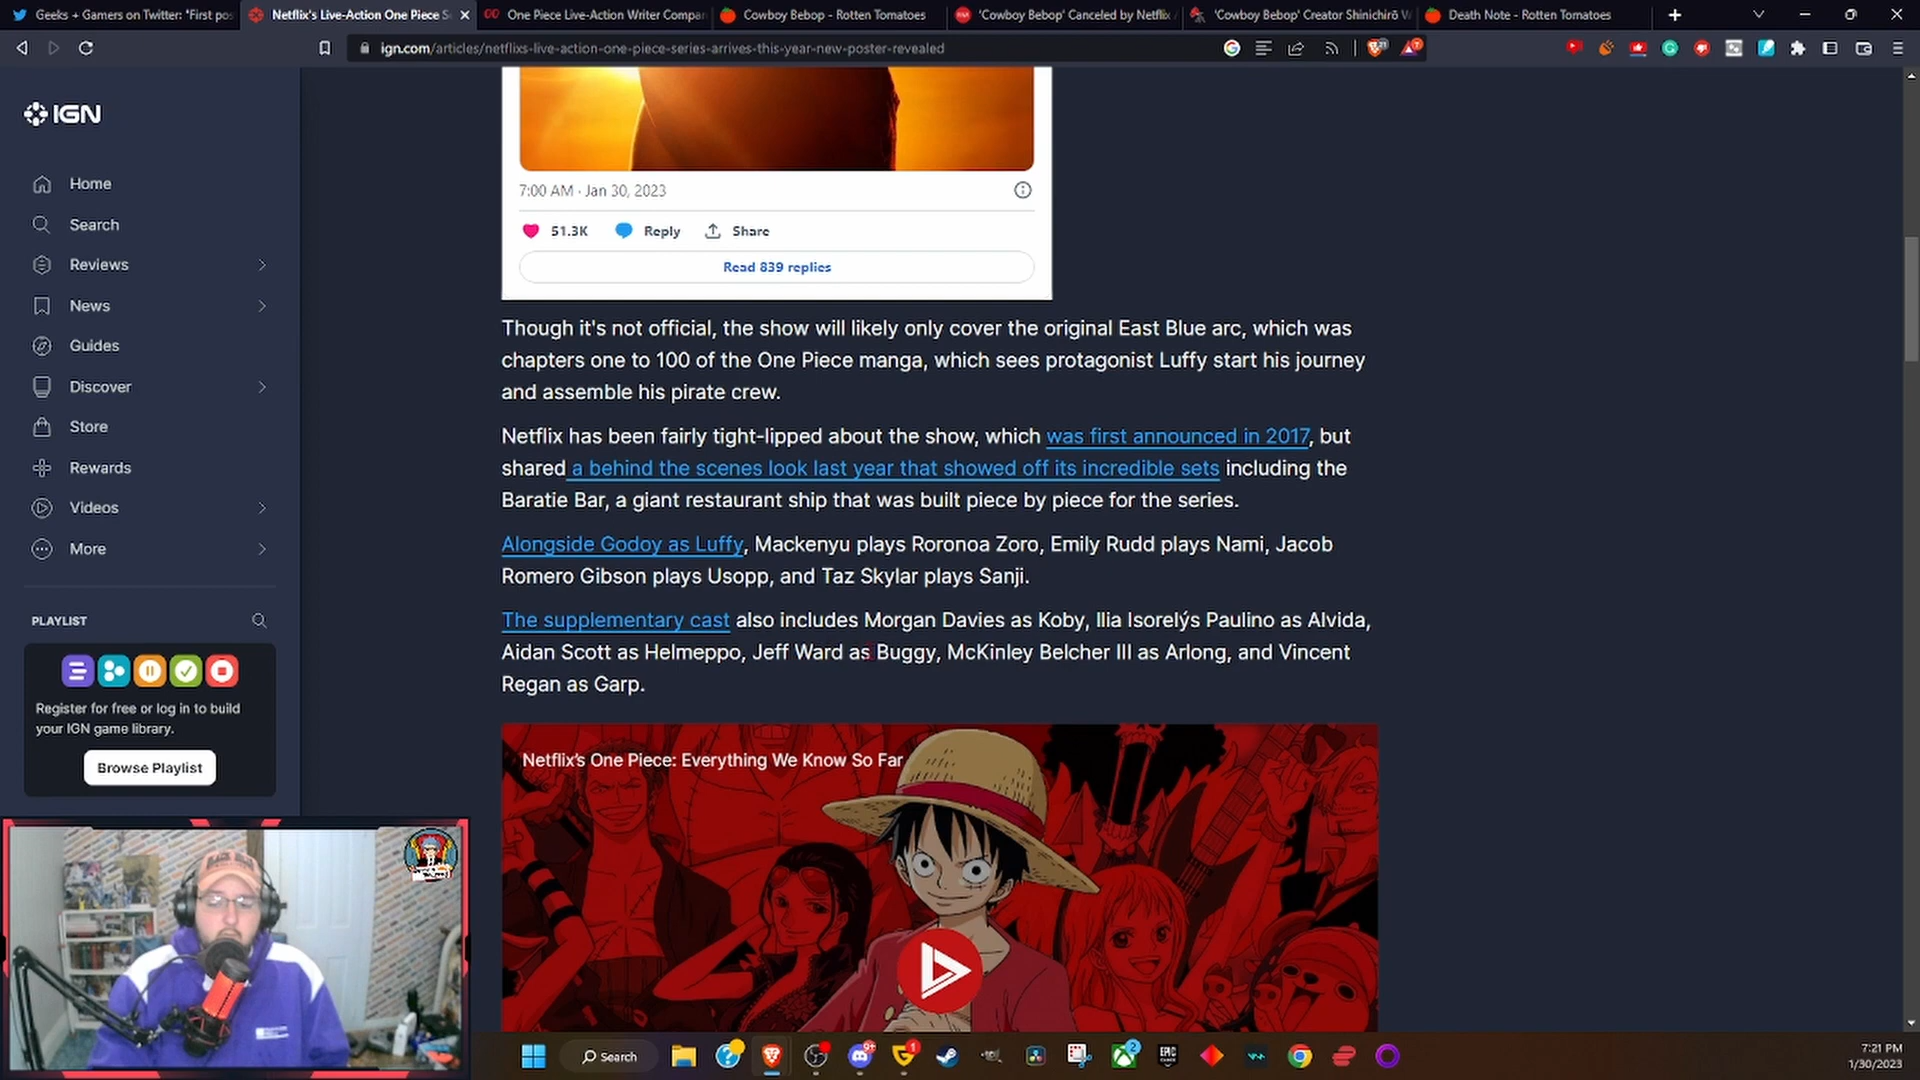 Geeks + Gamers on Twitter: "First pos
Netflix's Live-Action One Piece S
One Piece Live-Action Writer Compar
Cowboy Bebop - Rotten Tomatoes
'Cowboy Bebop' Canceled by Netflix
'Cowboy Bebop' Creator Shinichirō W
Death Note - Rotten Tomatoes
ign.com/articles/netflixs-live-action-one-piece-series-arrives-this-year-new-poster-revealed
IGN
Home
Search
Reviews
News
Guides
Discover
Store
Rewards
Videos
More
PLAYLIST
Register for free or log in to build
your IGN game library.
Browse Playlist
7:00 AM · Jan 30, 2023
51.3K Reply Share
Read 839 replies
Though it's not official, the show will likely only cover the original East Blue arc, which was
chapters one to 100 of the One Piece manga, which sees protagonist Luffy start his journey
and assemble his pirate crew.
Netflix has been fairly tight-lipped about the show, which was first announced in 2017, but
shared a behind the scenes look last year that showed off its incredible sets including the
Baratie Bar, a giant restaurant ship that was built piece by piece for the series.
Alongside Godoy as Luffy, Mackenyu plays Roronoa Zoro, Emily Rudd plays Nami, Jacob
Romero Gibson plays Usopp, and Taz Skylar plays Sanji.
The supplementary cast also includes Morgan Davies as Koby, Ilia Isorelýs Paulino as Alvida,
Aidan Scott as Helmeppo, Jeff Ward as Buggy, McKinley Belcher III as Arlong, and Vincent
Regan as Garp.
Netflix's One Piece: Everything We Know So Far
Search
7:21 PM
1/30/2023